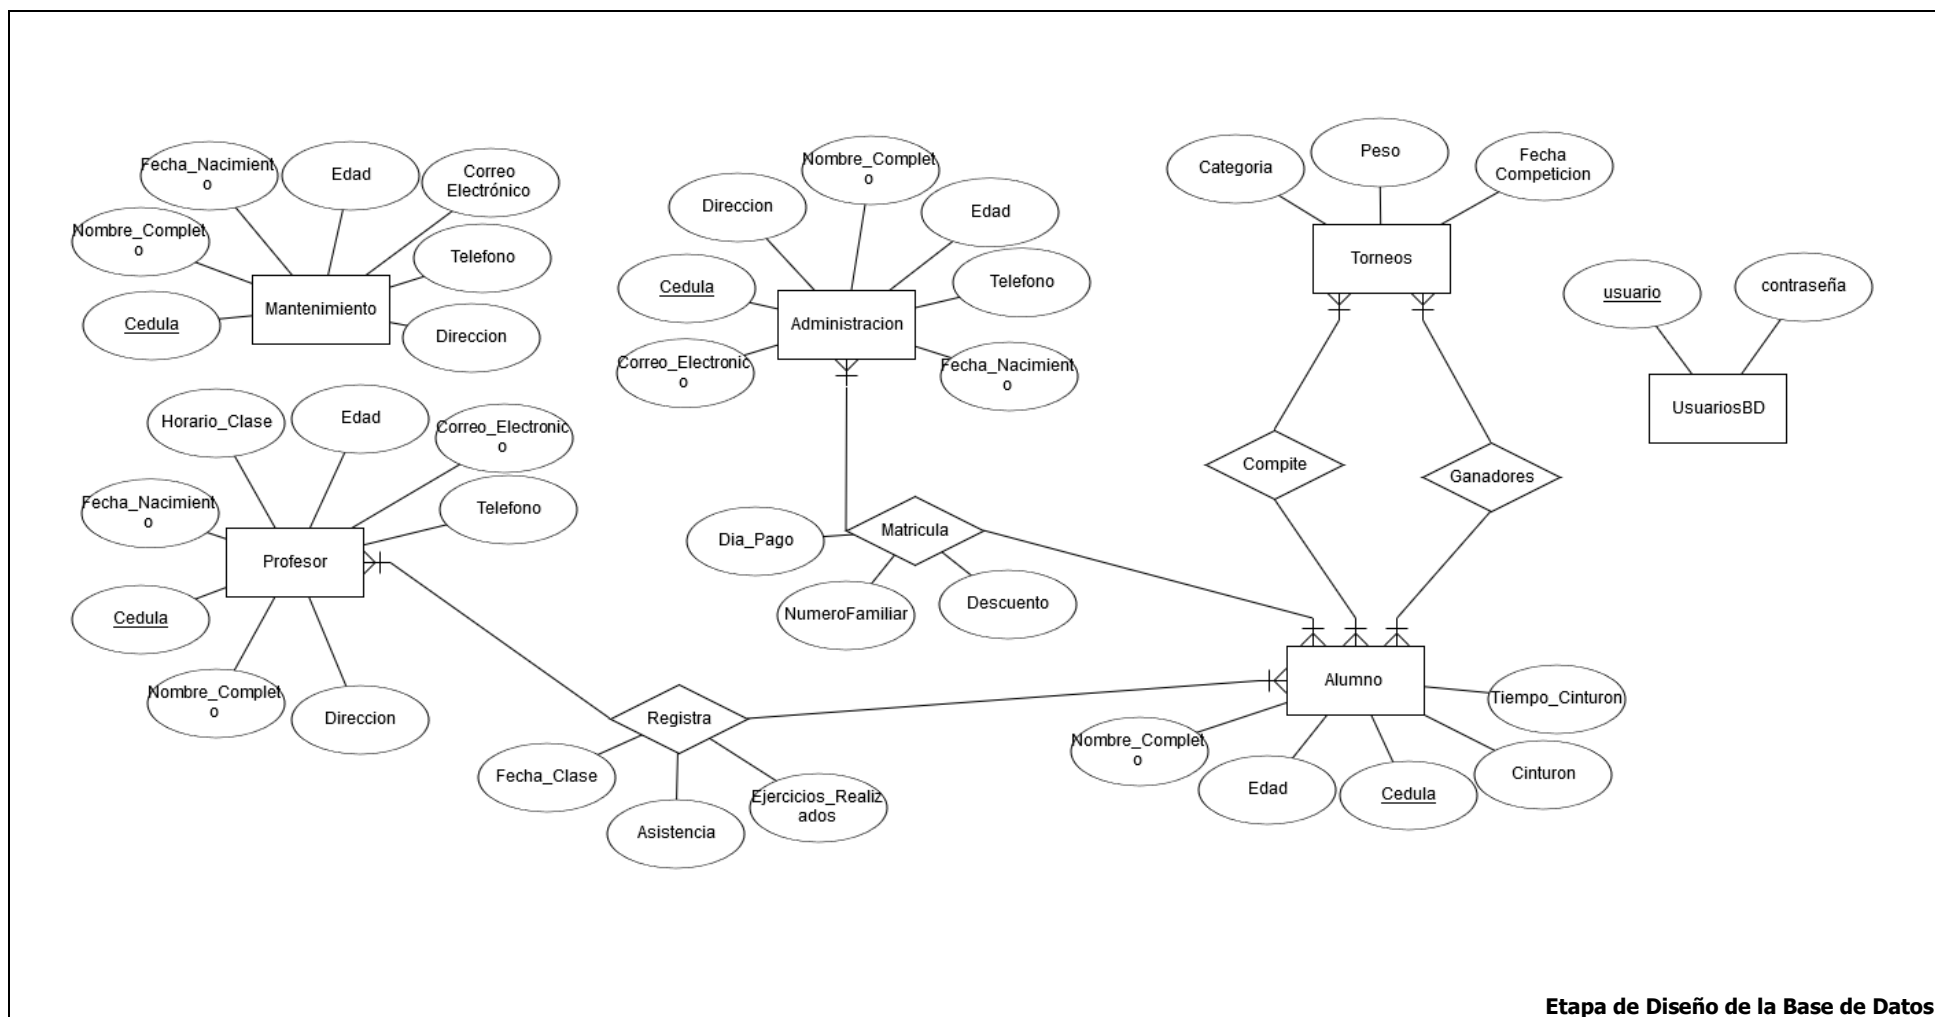 Fecha_Nacimient
o
Edad
Correo
Electrónico
Nombre_Complet
o
Telefono
Mantenimiento
Cedula
Direccion
Nombre_Complet
o
Direccion
Edad
Cedula
Telefono
Administracion
Correo_Electronic
o
Fecha_Nacimient
o
Categoria
Peso
Fecha
Competicion
Torneos
usuario
contraseña
UsuariosBD
Horario_Clase
Edad
Correo_Electronic
o
Fecha_Nacimient
o
Telefono
Profesor
Cedula
Nombre_Complet
o
Direccion
Compite
Ganadores
Matricula
Dia_Pago
NumeroFamiliar
Descuento
Registra
Fecha_Clase
Asistencia
Ejercicios_Realiz
ados
Alumno
Tiempo_Cinturon
Nombre_Complet
o
Edad
Cedula
Cinturon
Etapa de Diseño de la Base de Datos